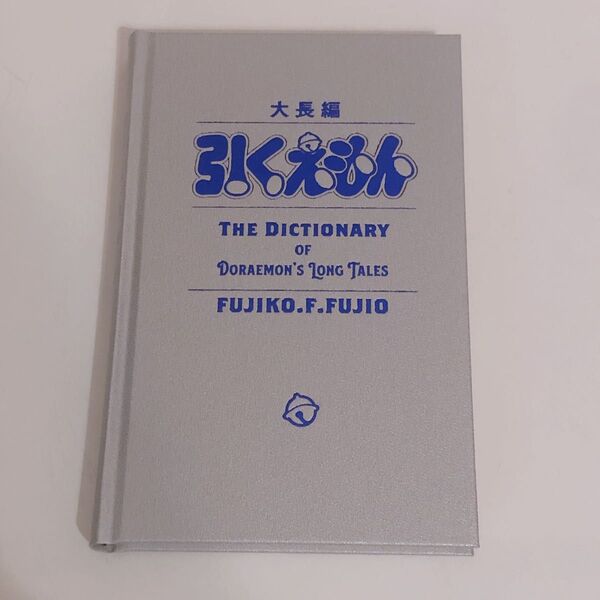 大長編
引くえもん
THE DICTIONARY
OF
DORAEMON'S LONG TALES
FUJIKO.F.FUJIO